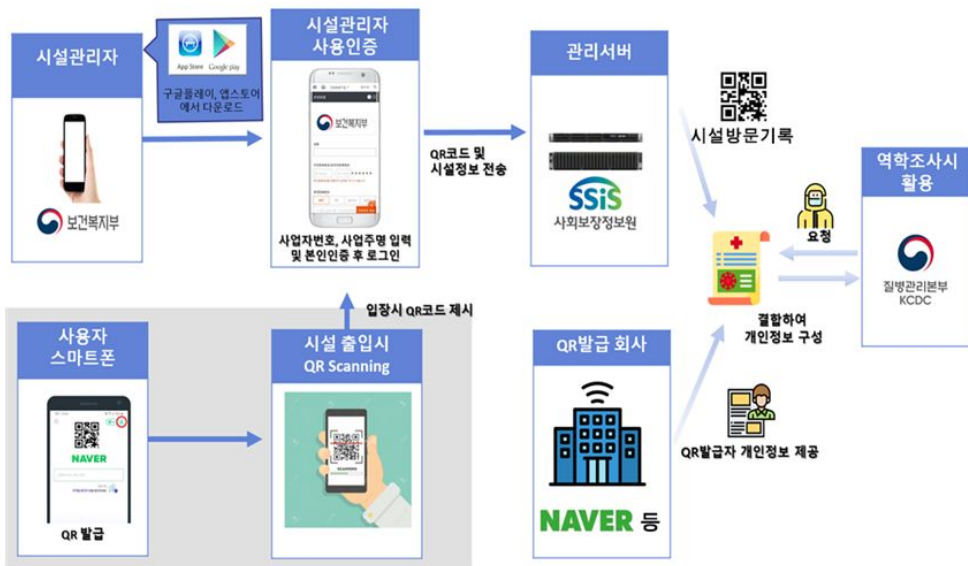 시설관리자
App Store
Google play
구글플레이, 앱스토어
에서 다운로드
보건복지부
시설관리자
사용인증
보건복지부
사업자번호, 사업주명 입력
및 본인인증 후 로그인
QR코드 및
시설정보 전송
관리서버
SSiS
사회보장정보원
시설방문기록
역학조사시
활용
요청
질병관리본부
KCDC
결합하여
개인정보 구성
입장시 QR코드 제시
사용자
스마트폰
NAVER
QR 발급
시설 출입시
QR Scanning
SCANNING
QR발급 회사
NAVER 등
QR발급자 개인정보 제공